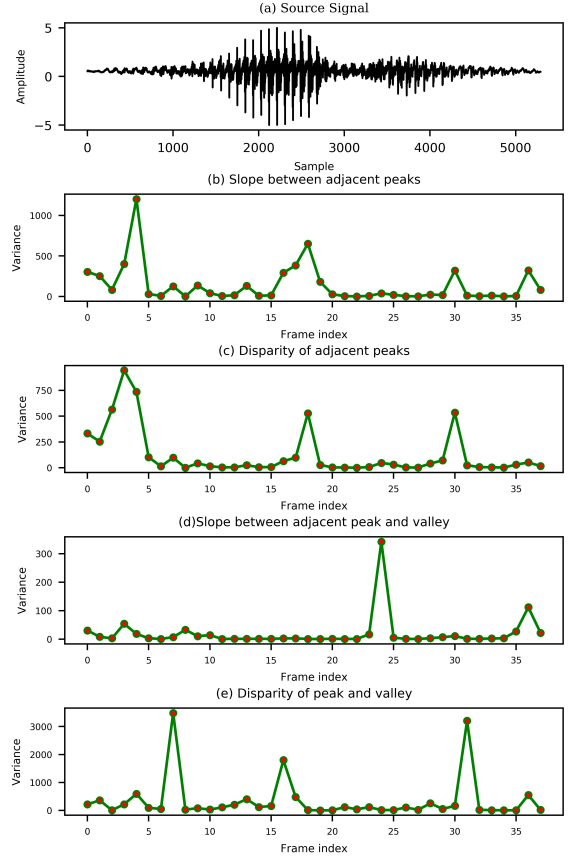 (a) Source Signal
5
0
−5
Amplitude
0 1000 2000 3000 4000 5000
Sample
(b) Slope between adjacent peaks
1000
500
0
Variance
0 5 10 15 20 25 30 35
Frame index
(c) Disparity of adjacent peaks
750
500
250
0
Variance
0 5 10 15 20 25 30 35
Frame index
(d)Slope between adjacent peak and valley
300
200
100
0
Variance
0 5 10 15 20 25 30 35
Frame index
(e) Disparity of peak and valley
3000
2000
1000
0
Variance
0 5 10 15 20 25 30 35
Frame index